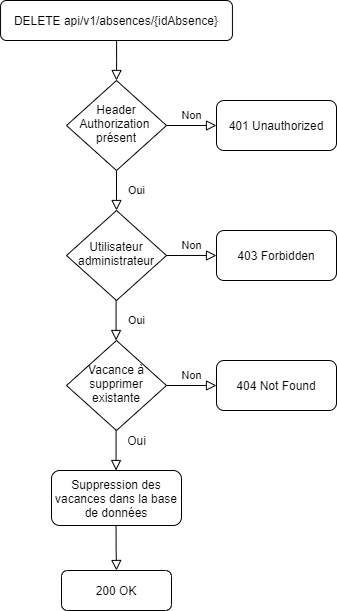 DELETE api/v1/absences/{idAbsence}
Header
Authorization
présent
Non
401 Unauthorized
Oui
Utilisateur
administrateur
Non
403 Forbidden
Oui
Vacance à
supprimer
existante
Non
404 Not Found
Oui
Suppression des
vacances dans la base
de données
200 OK